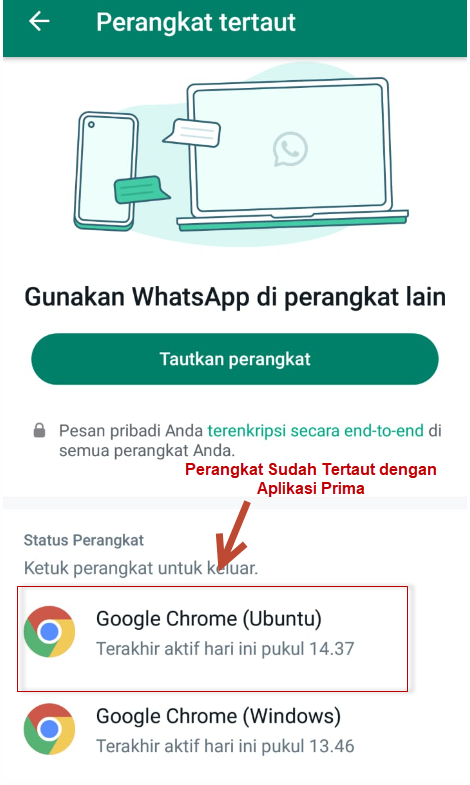 Perangkat tertaut
Gunakan WhatsApp di perangkat lain
Tautkan perangkat
Pesan pribadi Anda terenkripsi secara end-to-end di
semua perangkat Anda.
Perangkat Sudah Tertaut dengan
Aplikasi Prima
Status Perangkat
Ketuk perangkat untuk keluar.
Google Chrome (Ubuntu)
Terakhir aktif hari ini pukul 14.37
Google Chrome (Windows)
Terakhir aktif hari ini pukul 13.46